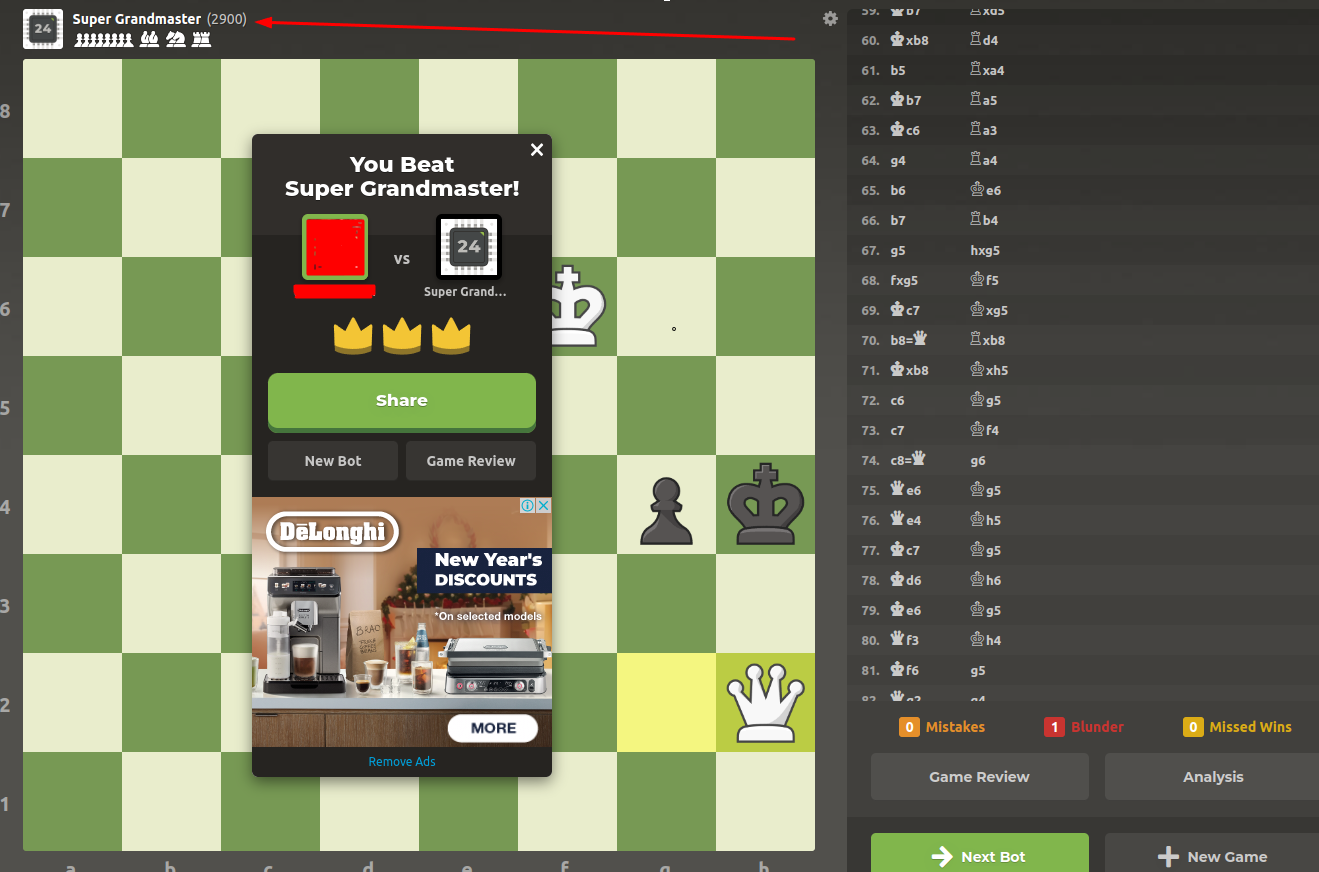 24
Super Grandmaster (2900)
8
7
6
5
4
3
2
1
a
b
c
d
e
f
g
h
You Beat
Super Grandmaster!
vs
24
Super Grand...
Share
New Bot
Game Review
DēLonghi
New Year's
DISCOUNTS
*On selected models
BRAO
MORE
Remove Ads
59. b7 xd5
60. xb8 d4
61. b5 xa4
62. b7 a5
63. c6 a3
64. g4 a4
65. b6 e6
66. b7 b4
67. g5 hxg5
68. fxg5 f5
69. c7 xg5
70. b8= xb8
71. xb8 xh5
72. c6 g5
73. c7 f4
74. c8= g6
75. e6 g5
76. e4 h5
77. c7 g5
78. d6 h6
79. e6 g5
80. f3 h4
81. f6 g5
82. g2 g4
0 Mistakes
1 Blunder
0 Missed Wins
Game Review
Analysis
Next Bot
New Game